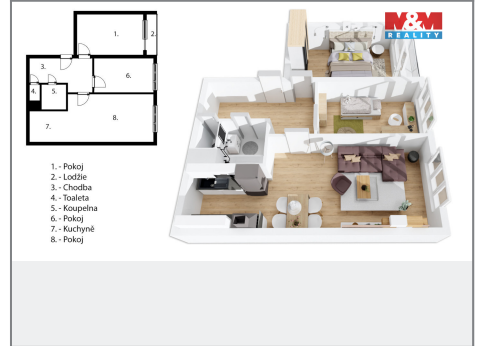 M&M
REALITY
1.
2.
3.
6.
4.
5.
8.
7.
1. - Pokoj
2. - Lodžie
3. - Chodba
4. - Toaleta
5. - Koupelna
6. - Pokoj
7. - Kuchyně
8. - Pokoj